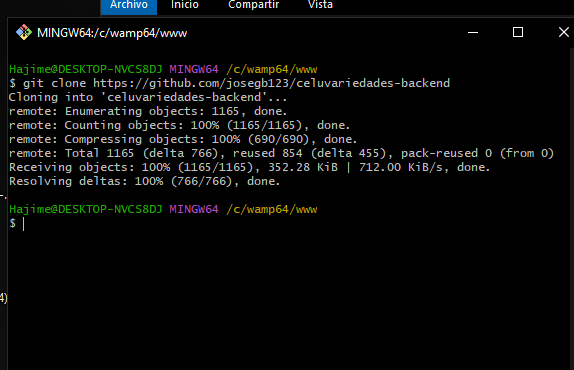 Archivo Inicio Compartir Vista
MINGW64:/c/wamp64/www
Hajime@DESKTOP-NVCS8DJ MINGW64 /c/wamp64/www
$ git clone https://github.com/josegb123/celuvariedades-backend
Cloning into 'celuvariedades-backend'...
remote: Enumerating objects: 1165, done.
remote: Counting objects: 100% (1165/1165), done.
remote: Compressing objects: 100% (690/690), done.
remote: Total 1165 (delta 766), reused 854 (delta 455), pack-reused 0 (from 0)
Receiving objects: 100% (1165/1165), 352.28 KiB | 712.00 KiB/s, done.
Resolving deltas: 100% (766/766), done.
Hajime@DESKTOP-NVCS8DJ MINGW64 /c/wamp64/www
$
4)